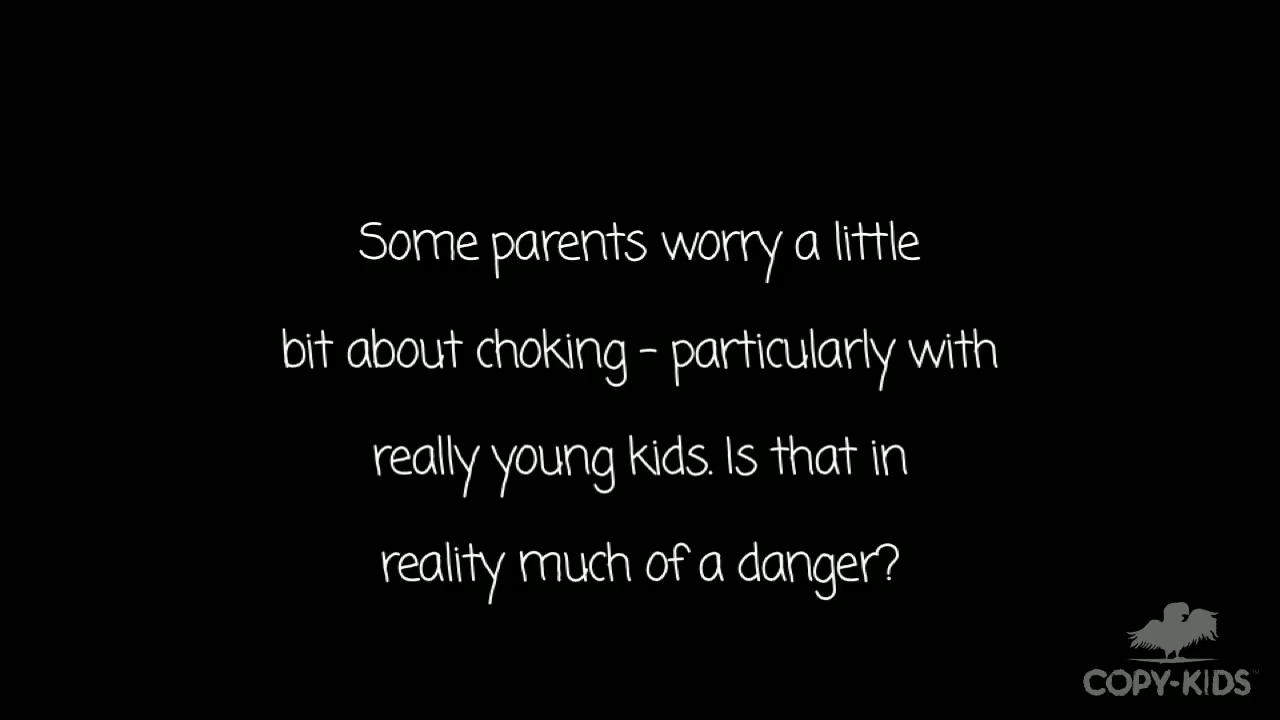 Some parents worry a little
bit about choking - particularly with
really young kids. Is that in
reality much of a danger?
COPY-KIDS™